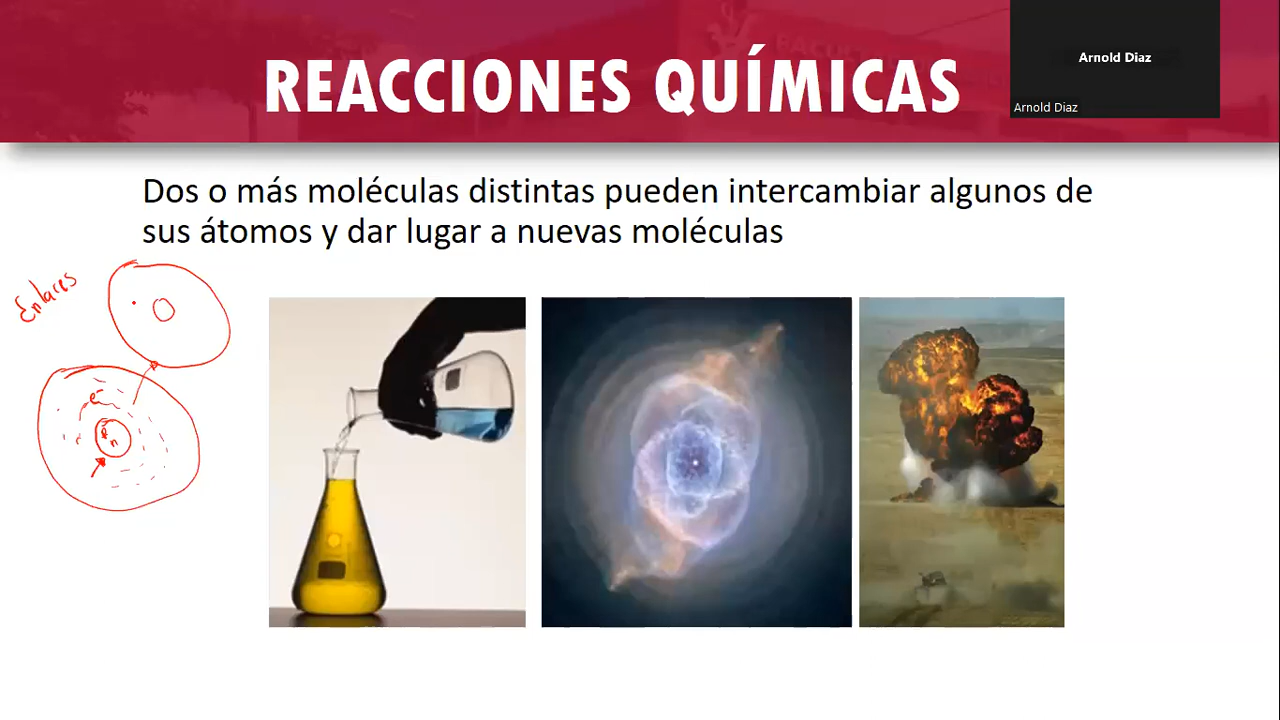 REACCIONES QUÍMICAS
Arnold Diaz
Arnold Diaz
Dos o más moléculas distintas pueden intercambiar algunos de
sus átomos y dar lugar a nuevas moléculas
Enlaces
e-
p+
n